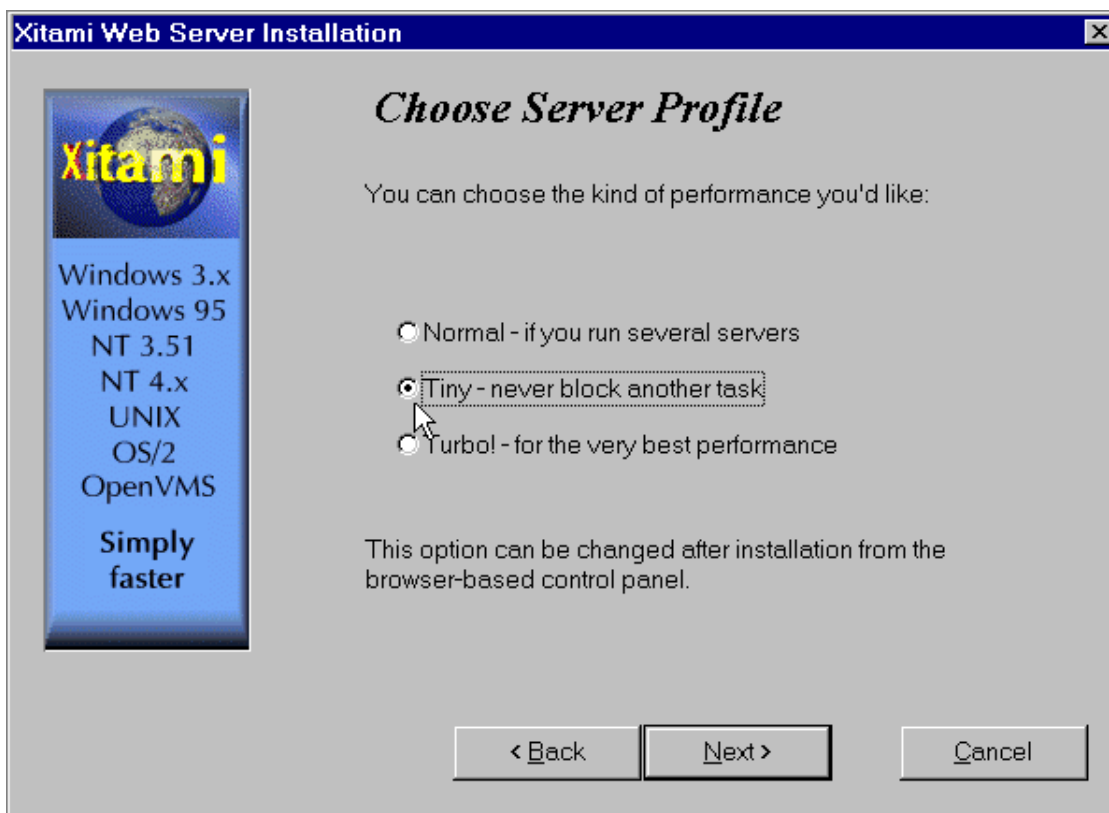 Xitami Web Server Installation
Xitami
Windows 3.x
Windows 95
NT 3.51
NT 4.x
UNIX
OS/2
OpenVMS
Simply
faster
Choose Server Profile
You can choose the kind of performance you'd like:
Normal - if you run several servers
Tiny - never block another task
Turbo! - for the very best performance
This option can be changed after installation from the
browser-based control panel.
< Back
Next >
Cancel